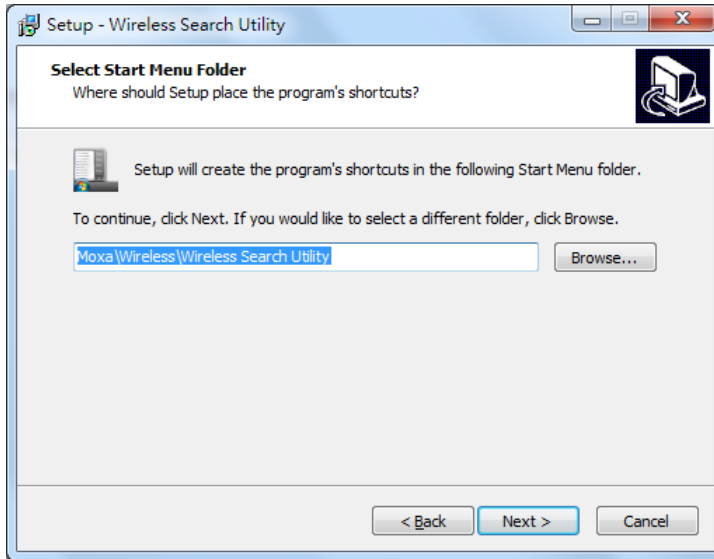 Setup - Wireless Search Utility
Select Start Menu Folder
Where should Setup place the program's shortcuts?
Setup will create the program's shortcuts in the following Start Menu folder.
To continue, click Next. If you would like to select a different folder, click Browse.
Moxa\Wireless\Wireless Search Utility
Browse...
< Back
Next >
Cancel